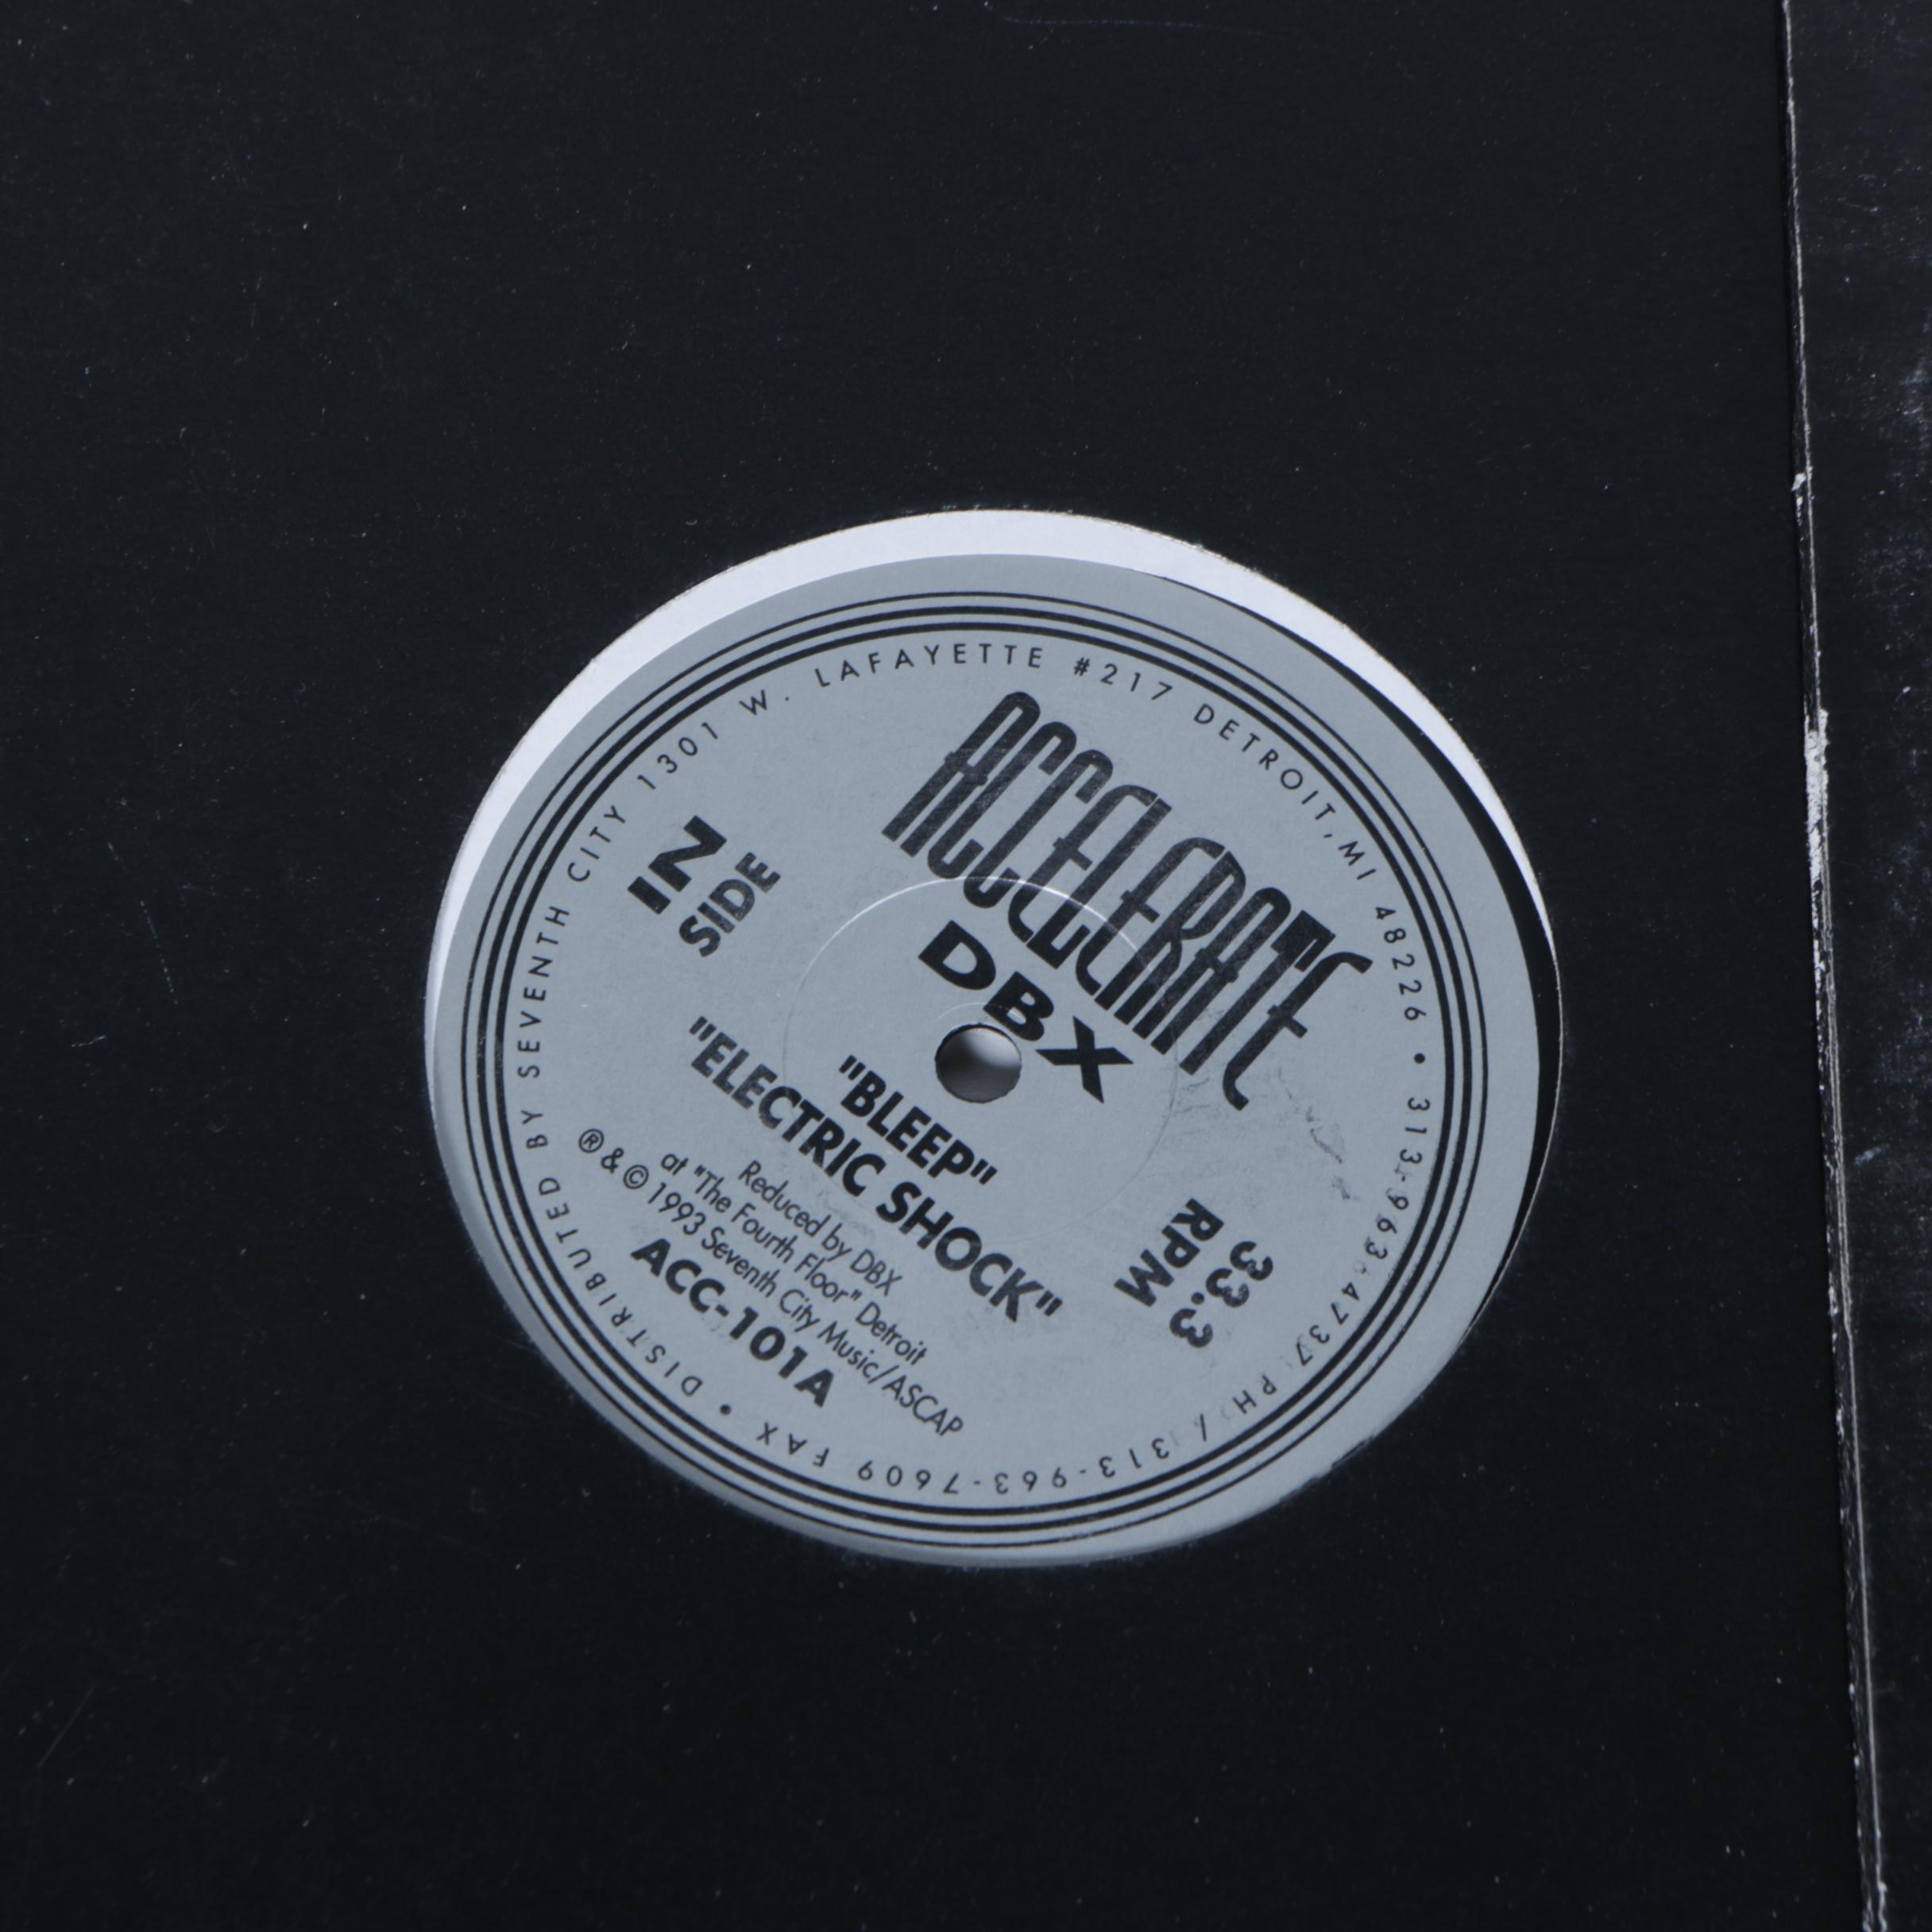 ACCELERATE
DBX
IN
SIDE
33.3
RPM
"BLEEP"
"ELECTRIC SHOCK"
Reduced by DBX
at "The Fourth Floor" Detroit
® & © 1993 Seventh City Music/ASCAP
ACC-101A
DISTRIBUTED BY SEVENTH CITY 1301 W. LAFAYETTE #217 DETROIT, MI 48226 • 313-963-4737 PH / 313-963-7609 FAX •